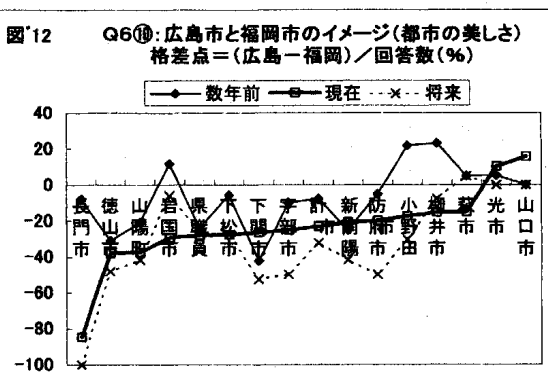 図12 Q6⑩:広島市と福岡市のイメージ(都市の美しさ)
格差点=(広島-福岡)/回答数(%)
数年前 現在 将来
40
20
0
-20
-40
-60
-80
-100
長門市
徳山市
山陽町
岩国市
県職員
下松市
下関市
宇部市
計
新南陽市
防府市
小野田市
柳井市
萩市
光市
山口市